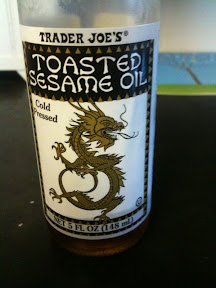 TRADER JOE'S®
TOASTED
SESAME OIL
Cold
Pressed
NET 5 FL OZ (148 mL)